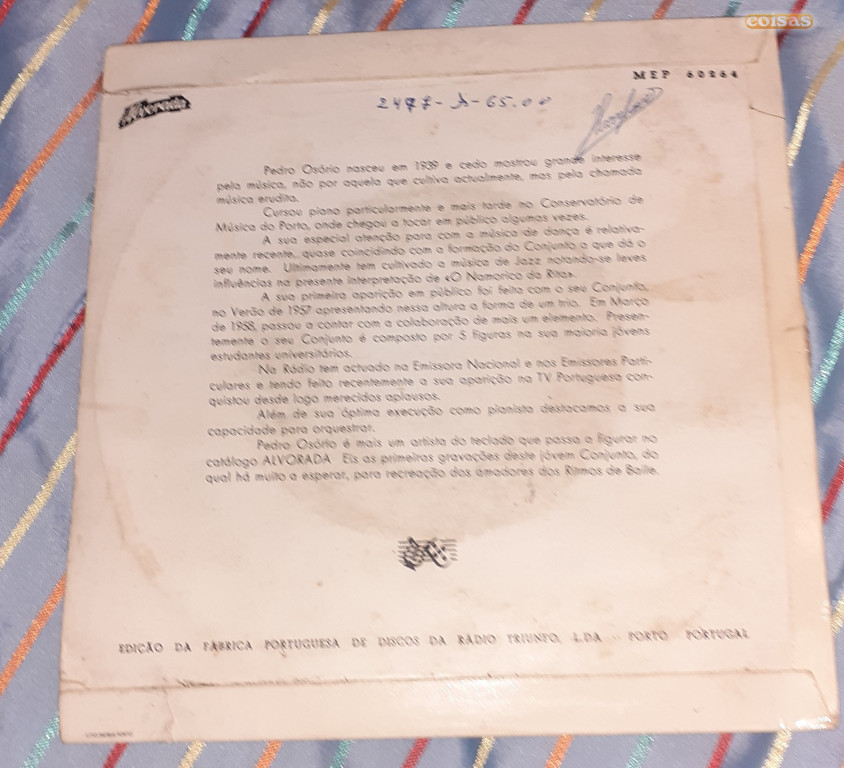 coisas
MEP 60264
Alvorada
2477- - 65.00
Pedro Osório nasceu em 1939 e cedo mostrou grande interesse
pela música, não por aquela que cultiva actualmente, mas pela chamada
música erudita.
Cursou piano particularmente e mais tarde no Conservatório de
Música do Porto, onde chegou a tocar em público algumas vezes.
A sua especial atenção para com a música de dança é relativa-
mente recente, quase coincidindo com a formação do Conjunto a que dá o
seu nome. Ultimamente tem cultivado a música de Jazz notando-se leves
influências na presente interpretação de «O Namorico da Rita».
A sua primeira aparição em público foi feita com o seu Conjunto,
no Verão de 1957 apresentando nessa altura a forma de um trio. Em Março
de 1958, passou a contar com a colaboração de mais um elemento. Presen-
temente o seu Conjunto é composto por 5 figuras na sua maioria jóvens
estudantes universitários.
Na Rádio tem actuado na Emissora Nacional e nos Emissores Parti-
culares e tendo feito recentemente a sua aparição na TV Portuguesa con-
quistou desde logo merecidos aplausos.
Além de sua óptima execução como pianista destacamos a sua
capacidade para orquestrar.
Pedro Osório é mais um artista do teclado que passa a figurar no
catálogo ALVORADA Eis as primeiras gravações deste jóvem Conjunto, do
qual há muito a esperar, para recreação dos amadores dos Ritmos de Baile.
EDIÇÃO DA FÁBRICA PORTUGUESA DE DISCOS DA RÁDIO TRIUNFO, L.DA - PORTO PORTUGAL